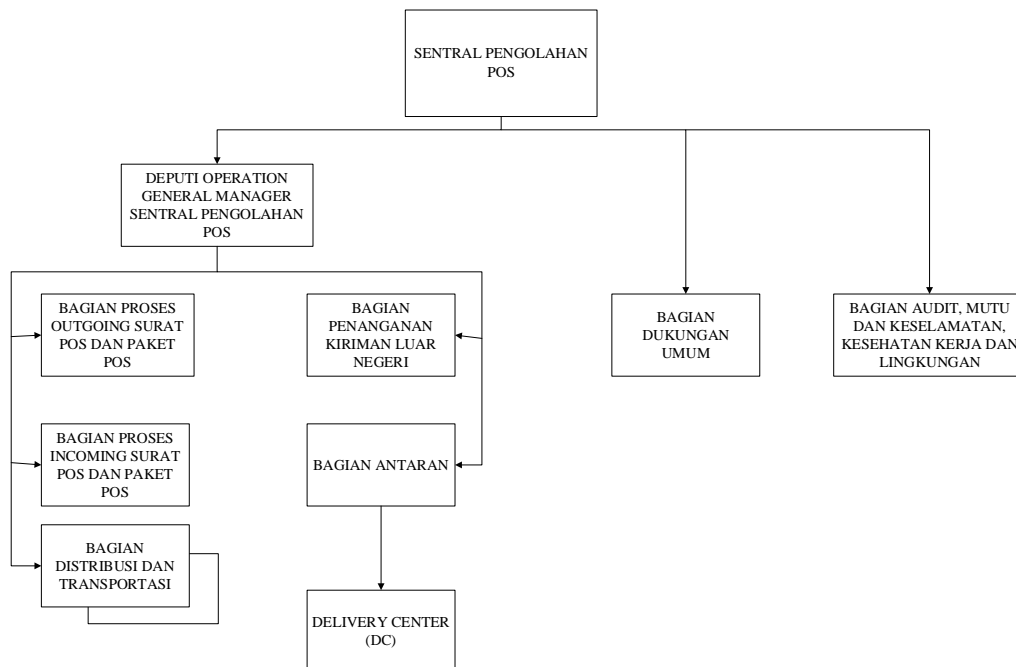 SENTRAL PENGOLAHAN
POS
DEPUTI OPERATION
GENERAL MANAGER
SENTRAL PENGOLAHAN
POS
BAGIAN PROSES
OUTGOING SURAT
POS DAN PAKET
POS
BAGIAN
PENANGANAN
KIRIMAN LUAR
NEGERI
BAGIAN
DUKUNGAN
UMUM
BAGIAN AUDIT, MUTU
DAN KESELAMATAN,
KESEHATAN KERJA DAN
LINGKUNGAN
BAGIAN PROSES
INCOMING SURAT
POS DAN PAKET
POS
BAGIAN ANTARAN
BAGIAN
DISTRIBUSI DAN
TRANSPORTASI
DELIVERY CENTER
(DC)